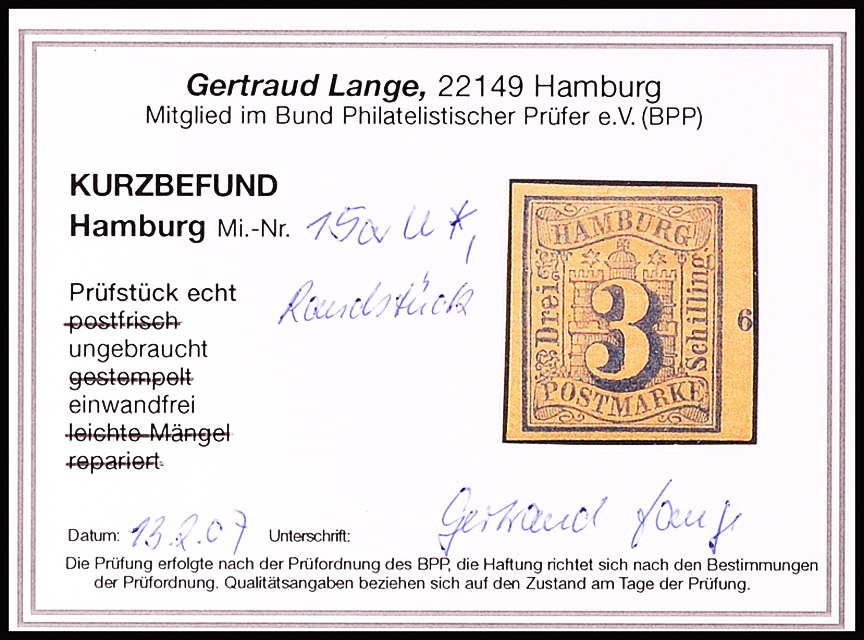 Gertraud Lange, 22149 Hamburg
Mitglied im Bund Philatelistischer Prüfer e.V. (BPP)
KURZBEFUND
Hamburg Mi.-Nr. 15a U *,
Randstück
Prüfstück echt
postfrisch
ungebraucht
gestempelt
einwandfrei
leichte Mängel
repariert
HAMBURG
Drei
3
Schilling
POSTMARKE
6
Datum: 13.2.07 Unterschrift: Gertraud Lange
Die Prüfung erfolgte nach der Prüfordnung des BPP, die Haftung richtet sich nach den Bestimmungen
der Prüfordnung. Qualitätsangaben beziehen sich auf den Zustand am Tage der Prüfung.